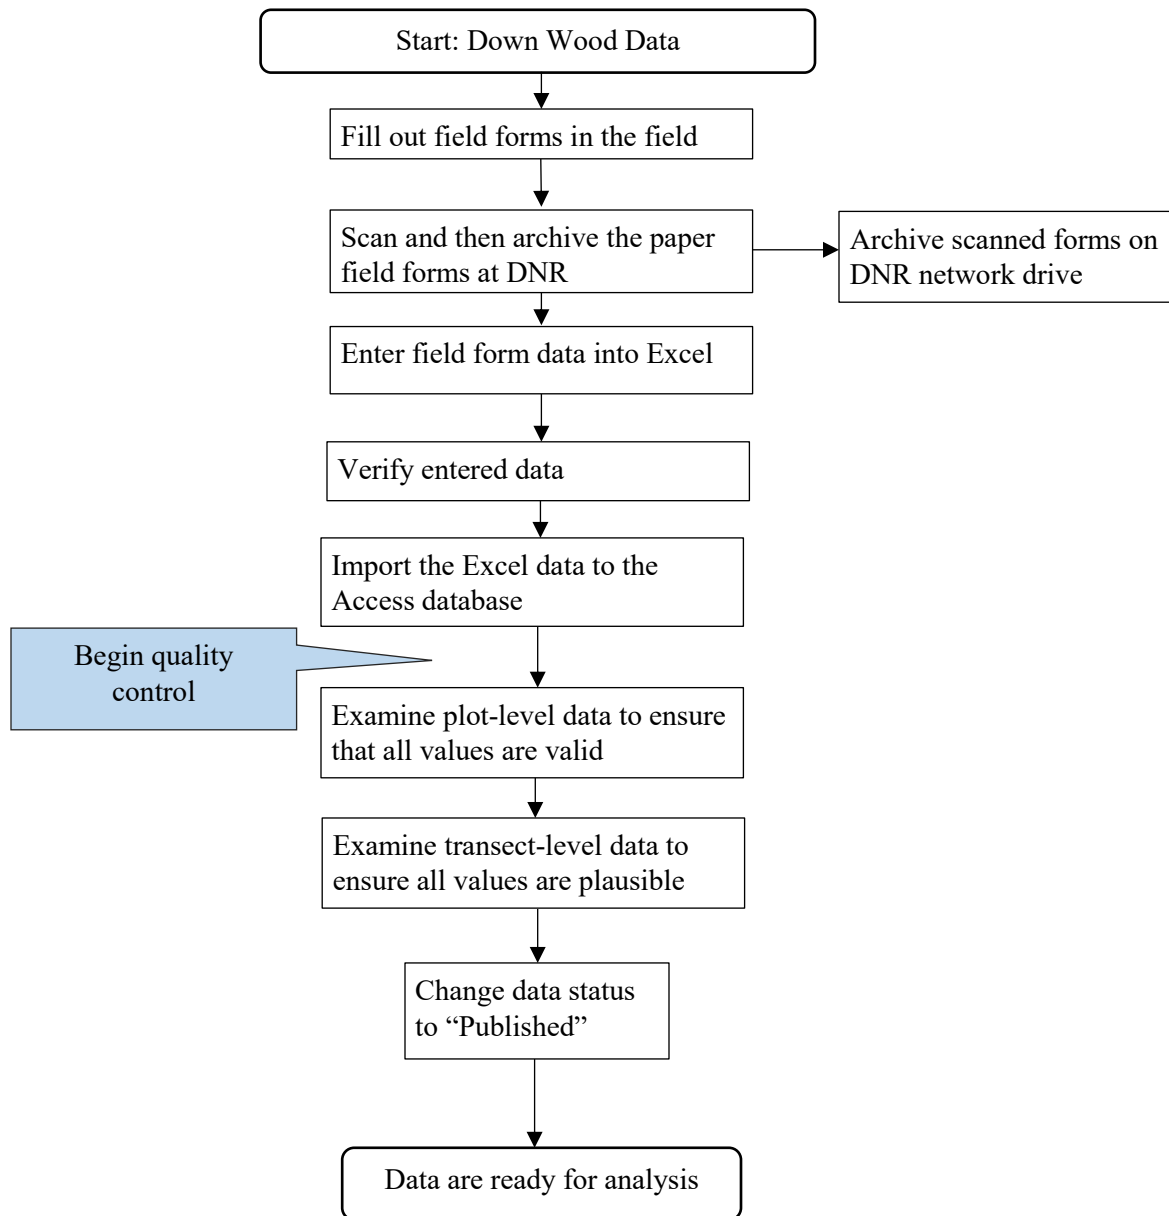 Start: Down Wood Data
Fill out field forms in the field
Scan and then archive the paper
field forms at DNR
Archive scanned forms on
DNR network drive
Enter field form data into Excel
Verify entered data
Import the Excel data to the
Access database
Begin quality
control
Examine plot-level data to ensure
that all values are valid
Examine transect-level data to
ensure all values are plausible
Change data status
to “Published”
Data are ready for analysis